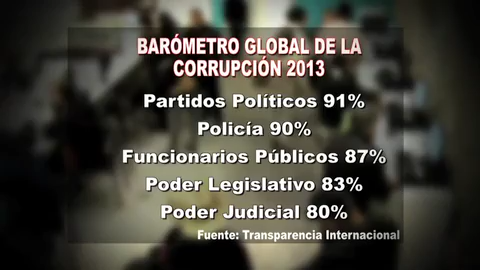 BARÓMETRO GLOBAL DE LA
CORRUPCIÓN 2013
Partidos Políticos 91%
Policía 90%
Funcionarios Públicos 87%
Poder Legislativo 83%
Poder Judicial 80%
Fuente: Transparencia Internacional